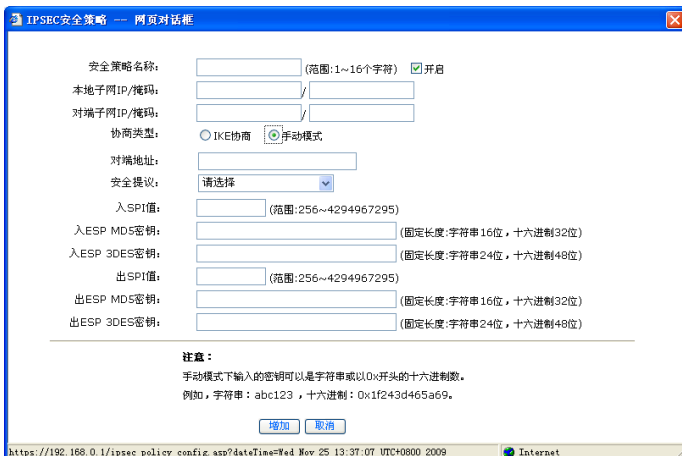 IPSEC安全策略 -- 网页对话框
安全策略名称： (范围:1~16个字符) 开启
本地子网IP/掩码： /
对端子网IP/掩码： /
协商类型： IKE协商 手动模式
对端地址：
安全提议： 请选择
入SPI值： (范围:256~4294967295)
入ESP MD5密钥： (固定长度:字符串16位，十六进制32位)
入ESP 3DES密钥： (固定长度:字符串24位，十六进制48位)
出SPI值： (范围:256~4294967295)
出ESP MD5密钥： (固定长度:字符串16位，十六进制32位)
出ESP 3DES密钥： (固定长度:字符串24位，十六进制48位)
注意：
手动模式下输入的密钥可以是字符串或以0x开头的十六进制数。
例如，字符串：abc123 ，十六进制：0x1f243d465a69。
增加 取消
https://192.168.0.1/ipsec_policy_config.asp?dateTime=Wed Nov 25 13:37:07 UTC+0800 2009 Internet